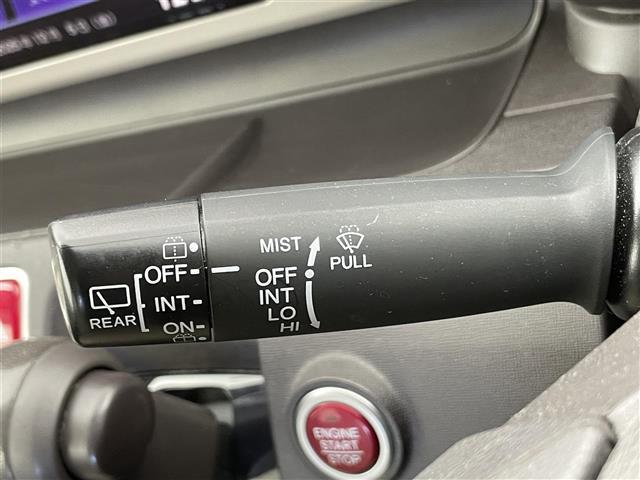 MIST
PULL
OFF
INT
LO
HI
OFF
INT
ON
REAR
ENGINE
START
STOP